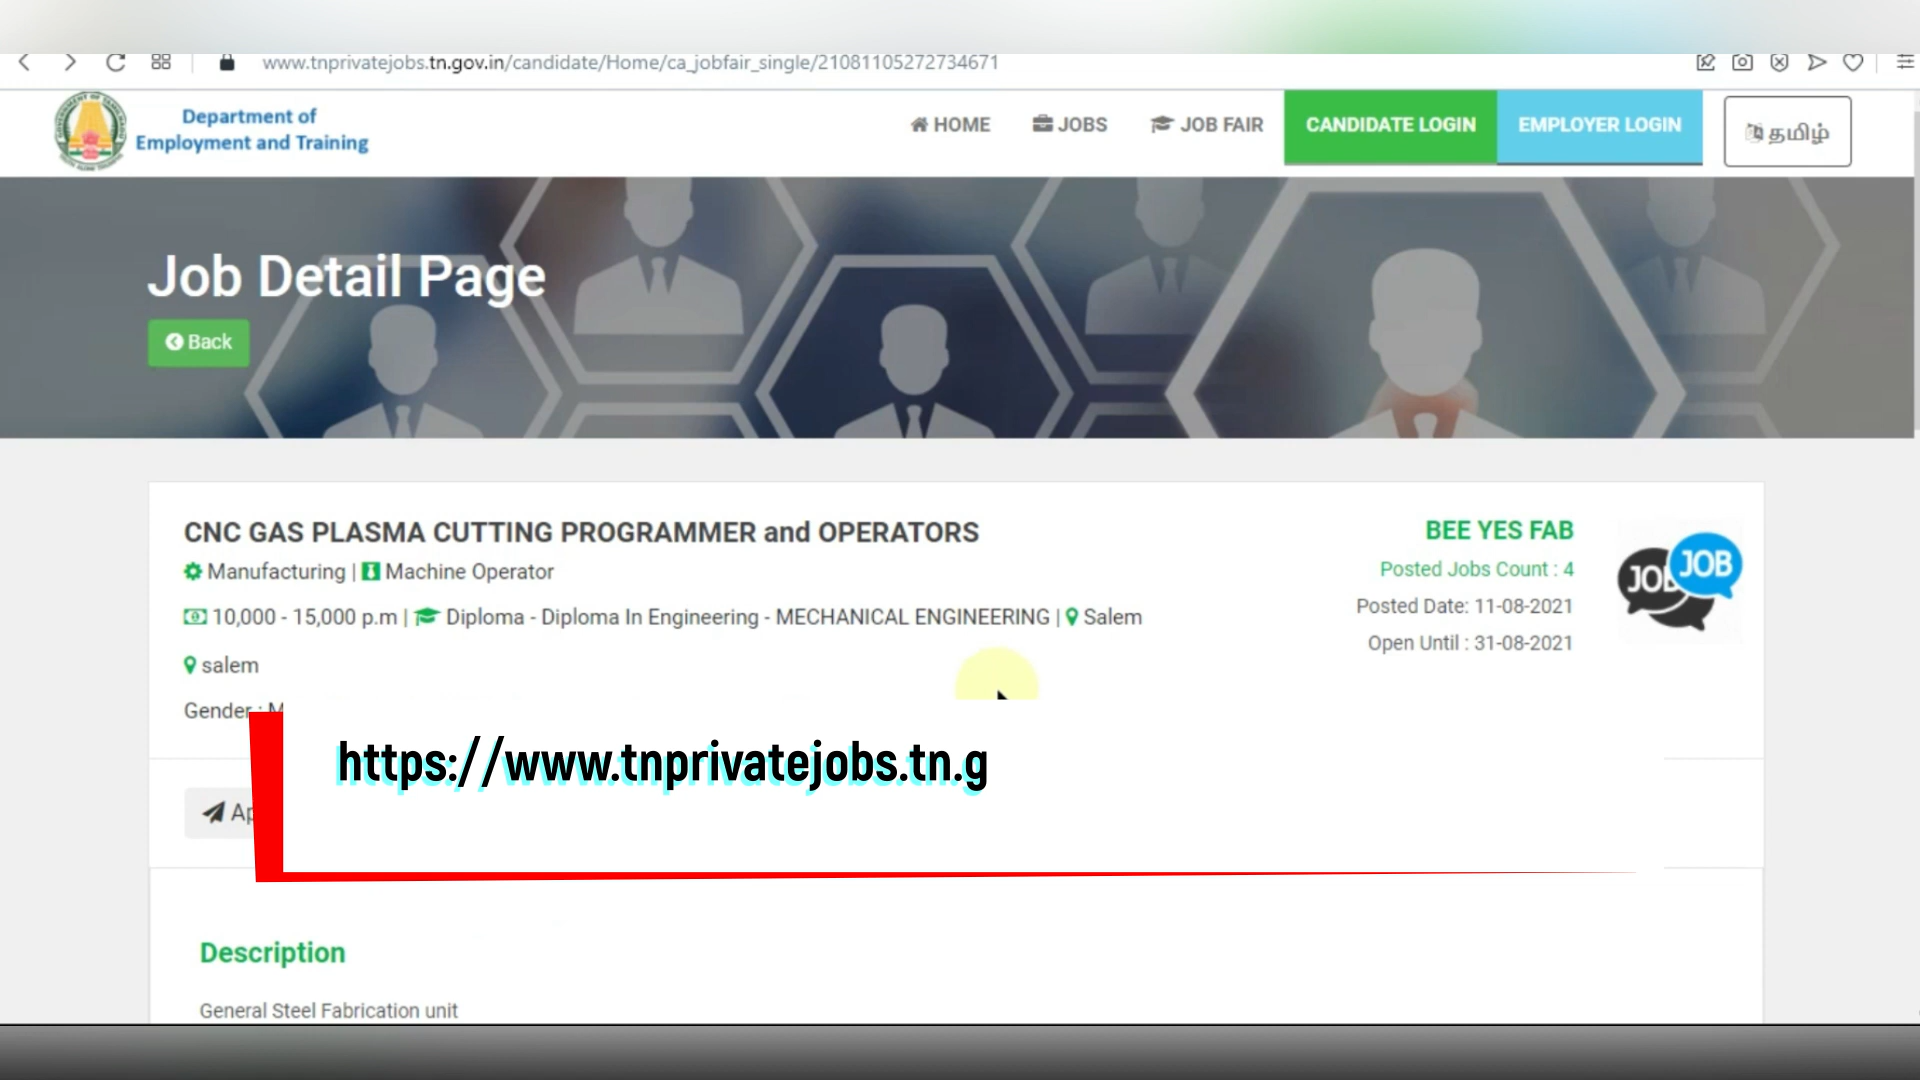 www.tnprivatejobs.tn.gov.in/candidate/Home/ca_jobfair_single/21081105272734671
Department of
Employment and Training
HOME JOBS JOB FAIR CANDIDATE LOGIN EMPLOYER LOGIN தமிழ்
Job Detail Page
Back
CNC GAS PLASMA CUTTING PROGRAMMER and OPERATORS
Manufacturing | Machine Operator
10,000 - 15,000 p.m | Diploma - Diploma In Engineering - MECHANICAL ENGINEERING | Salem
salem
Gender :
BEE YES FAB
Posted Jobs Count : 4
Posted Date: 11-08-2021
Open Until : 31-08-2021
JOB JOB
https://www.tnprivatejobs.tn.g
Description
General Steel Fabrication unit